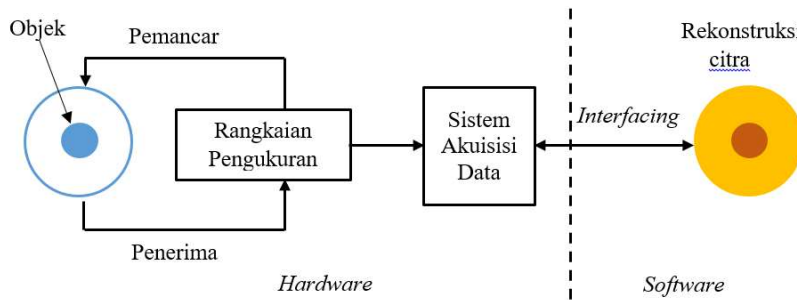 Objek
Pemancar
Rangkaian
Pengukuran
Penerima
Sistem
Akuisisi
Data
Interfacing
Rekonstruksi
citra
Hardware
Software